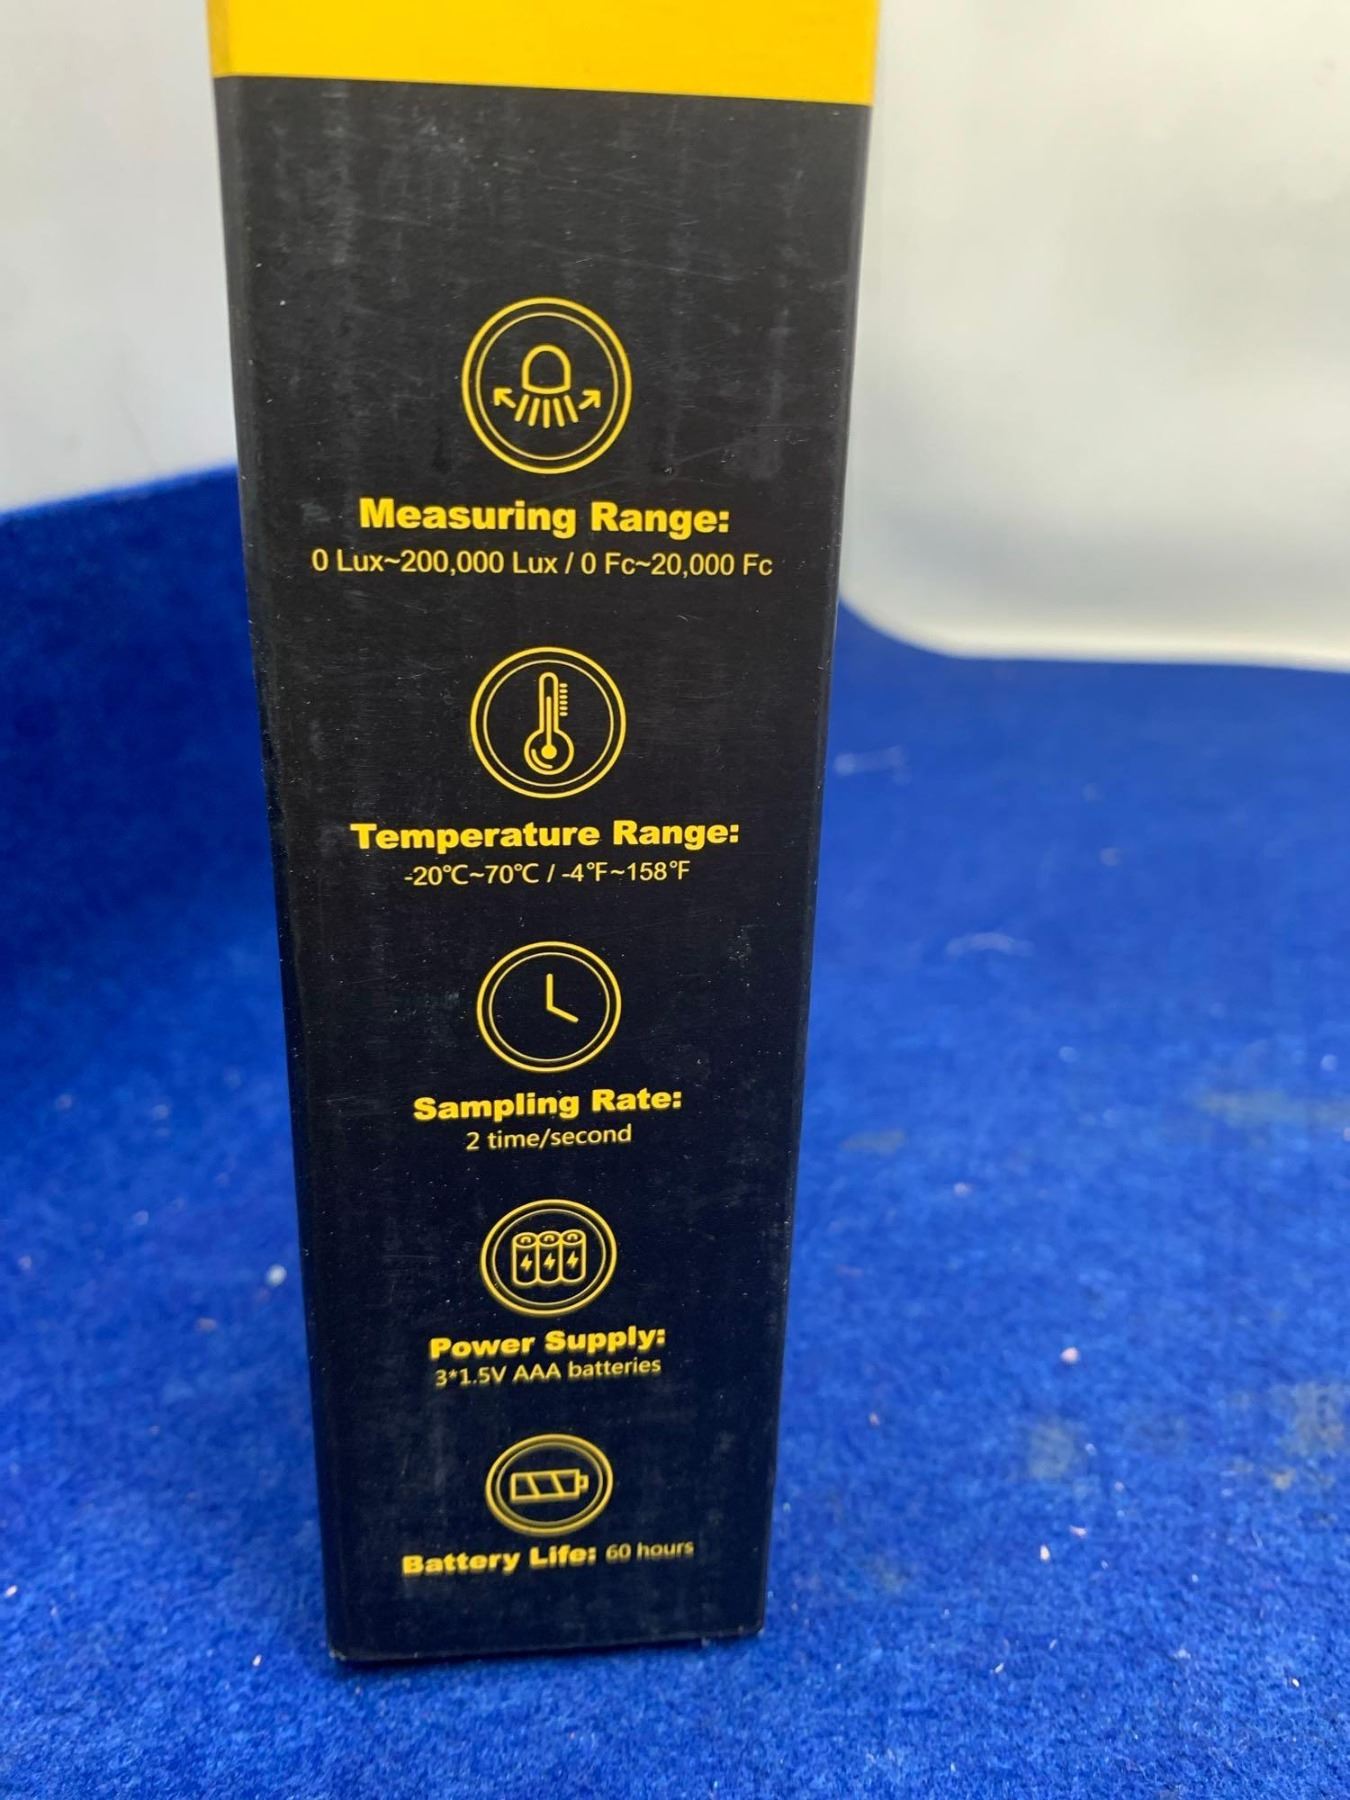 Measuring Range:
0 Lux~200,000 Lux / 0 Fc~20,000 Fc
Temperature Range:
-20℃~70℃ / -4℉~158℉
Sampling Rate:
2 time/second
Power Supply:
3*1.5V AAA batteries
Battery Life: 60 hours